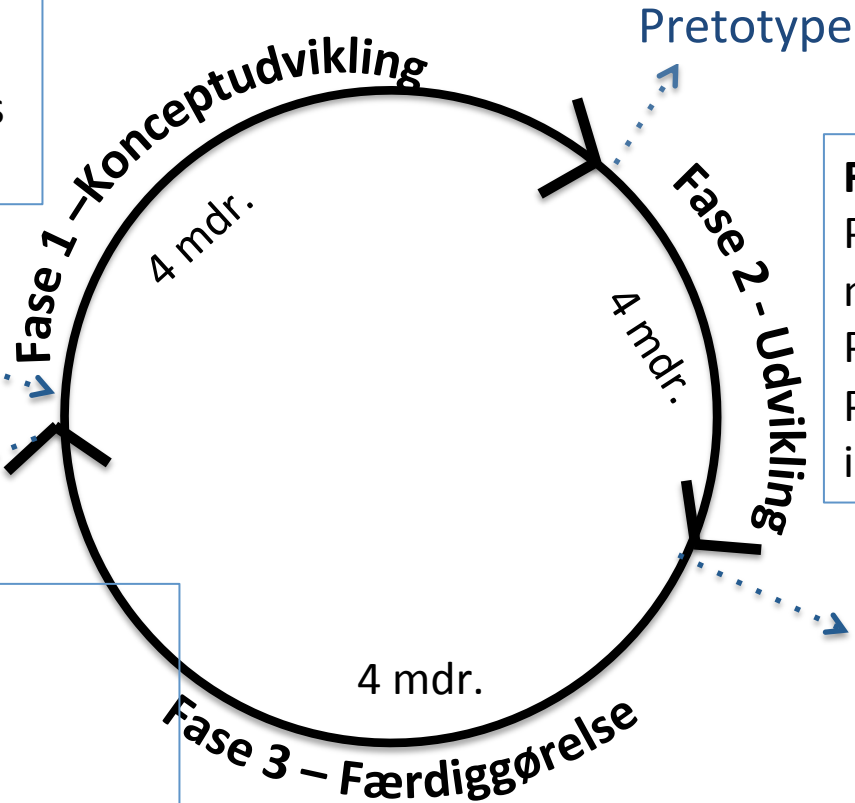 Pretotype
Fase 1 –Konceptudvikling
4 mdr.
Fase 2 - Udvikling
4 mdr.
4 mdr.
Fase 3 – Færdiggørelse